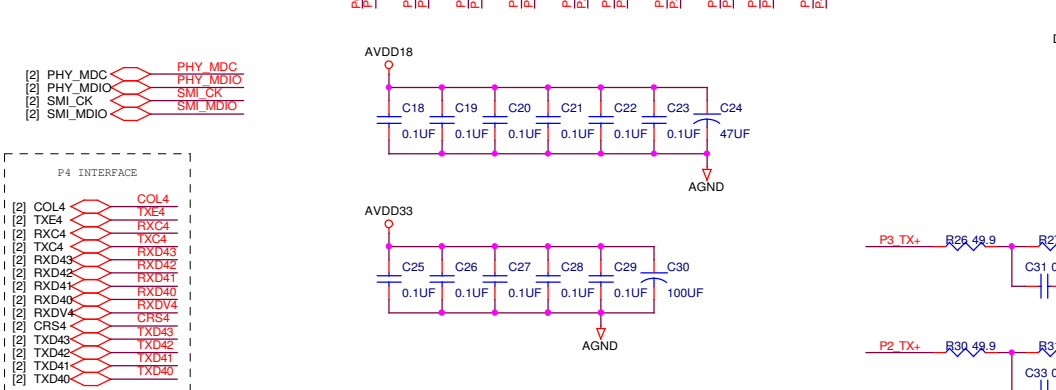 AVDD18
[2] PHY_MDC PHY_MDC
[2] PHY_MDIO PHY_MDIO
[2] SMI_CK SMI_CK
[2] SMI_MDIO SMI_MDIO
C18 C19 C20 C21 C22 C23 C24
0.1UF 0.1UF 0.1UF 0.1UF 0.1UF 0.1UF 47UF
AGND
P4 INTERFACE
[2] COL4 COL4
[2] TXE4 TXE4
[2] RXC4 RXC4
[2] TXC4 TXC4
[2] RXD43 RXD43
[2] RXD42 RXD42
[2] RXD41 RXD41
[2] RXD40 RXD40
[2] RXDV4 RXDV4
[2] CRS4 CRS4
[2] TXD43 TXD43
[2] TXD42 TXD42
[2] TXD41 TXD41
[2] TXD40 TXD40
AVDD33
C25 C26 C27 C28 C29 C30
0.1UF 0.1UF 0.1UF 0.1UF 0.1UF 100UF
AGND
P3_TX+ R26 49.9
C31
P2_TX+ R30 49.9
C33